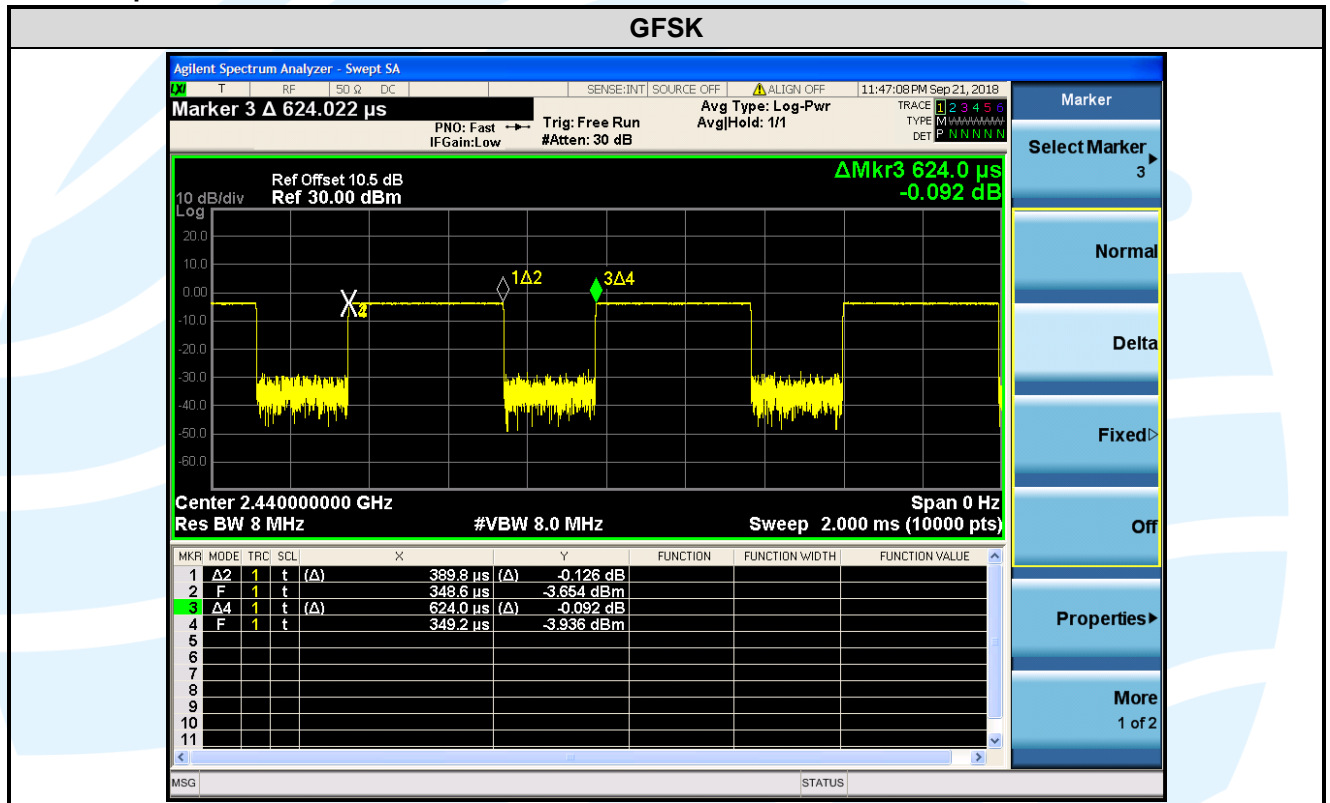 GFSK
Agilent Spectrum Analyzer - Swept SA
LXI T RF 50 Ω DC SENSE:INT SOURCE OFF ALIGN OFF 11:47:08 PM Sep 21, 2018
Marker 3 Δ 624.022 µs
PNO: Fast
IFGain:Low
Trig: Free Run
#Atten: 30 dB
Avg Type: Log-Pwr
Avg|Hold: 1/1
TRACE 1 2 3 4 5 6
TYPE M
DET P N N N N N
ΔMkr3 624.0 µs
-0.092 dB
Ref Offset 10.5 dB
10 dB/div Ref 30.00 dBm
Log
20.0
10.0
0.00
-10.0
-20.0
-30.0
-40.0
-50.0
-60.0
1Δ2
3Δ4
Center 2.440000000 GHz Span 0 Hz
Res BW 8 MHz #VBW 8.0 MHz Sweep 2.000 ms (10000 pts)
MKR MODE TRC SCL X Y FUNCTION FUNCTION WIDTH FUNCTION VALUE
1 Δ2 1 t (Δ) 389.8 µs (Δ) -0.126 dB
2 F 1 t 348.6 µs -3.654 dBm
3 Δ4 1 t (Δ) 624.0 µs (Δ) -0.092 dB
4 F 1 t 349.2 µs -3.936 dBm
5
6
7
8
9
10
11
MSG STATUS
Marker
Select Marker
3
Normal
Delta
Fixed
Off
Properties
More
1 of 2